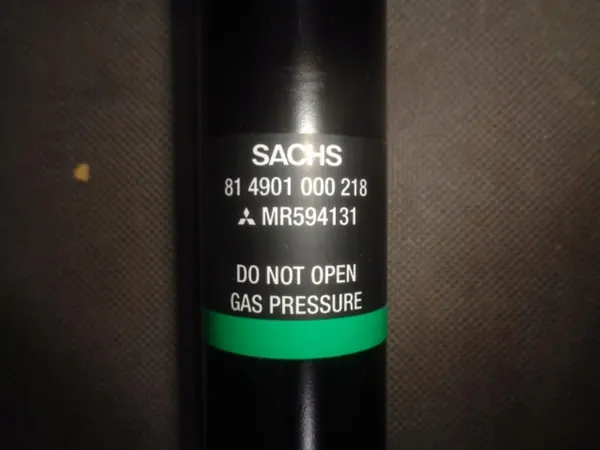 SACHS
81 4901 000 218
MR594131
DO NOT OPEN
GAS PRESSURE